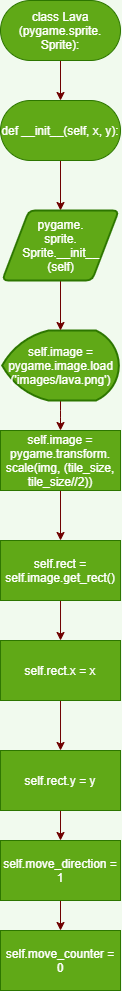 class Lava
(pygame.sprite.
Sprite):
def __init__(self, x, y):
pygame.
sprite.
Sprite.__init__
(self)
self.image =
pygame.image.load
('images/lava.png')
self.image =
pygame.transform.
scale(img, (tile_size,
tile_size//2))
self.rect =
self.image.get_rect()
self.rect.x = x
self.rect.y = y
self.move_direction =
1
self.move_counter =
0